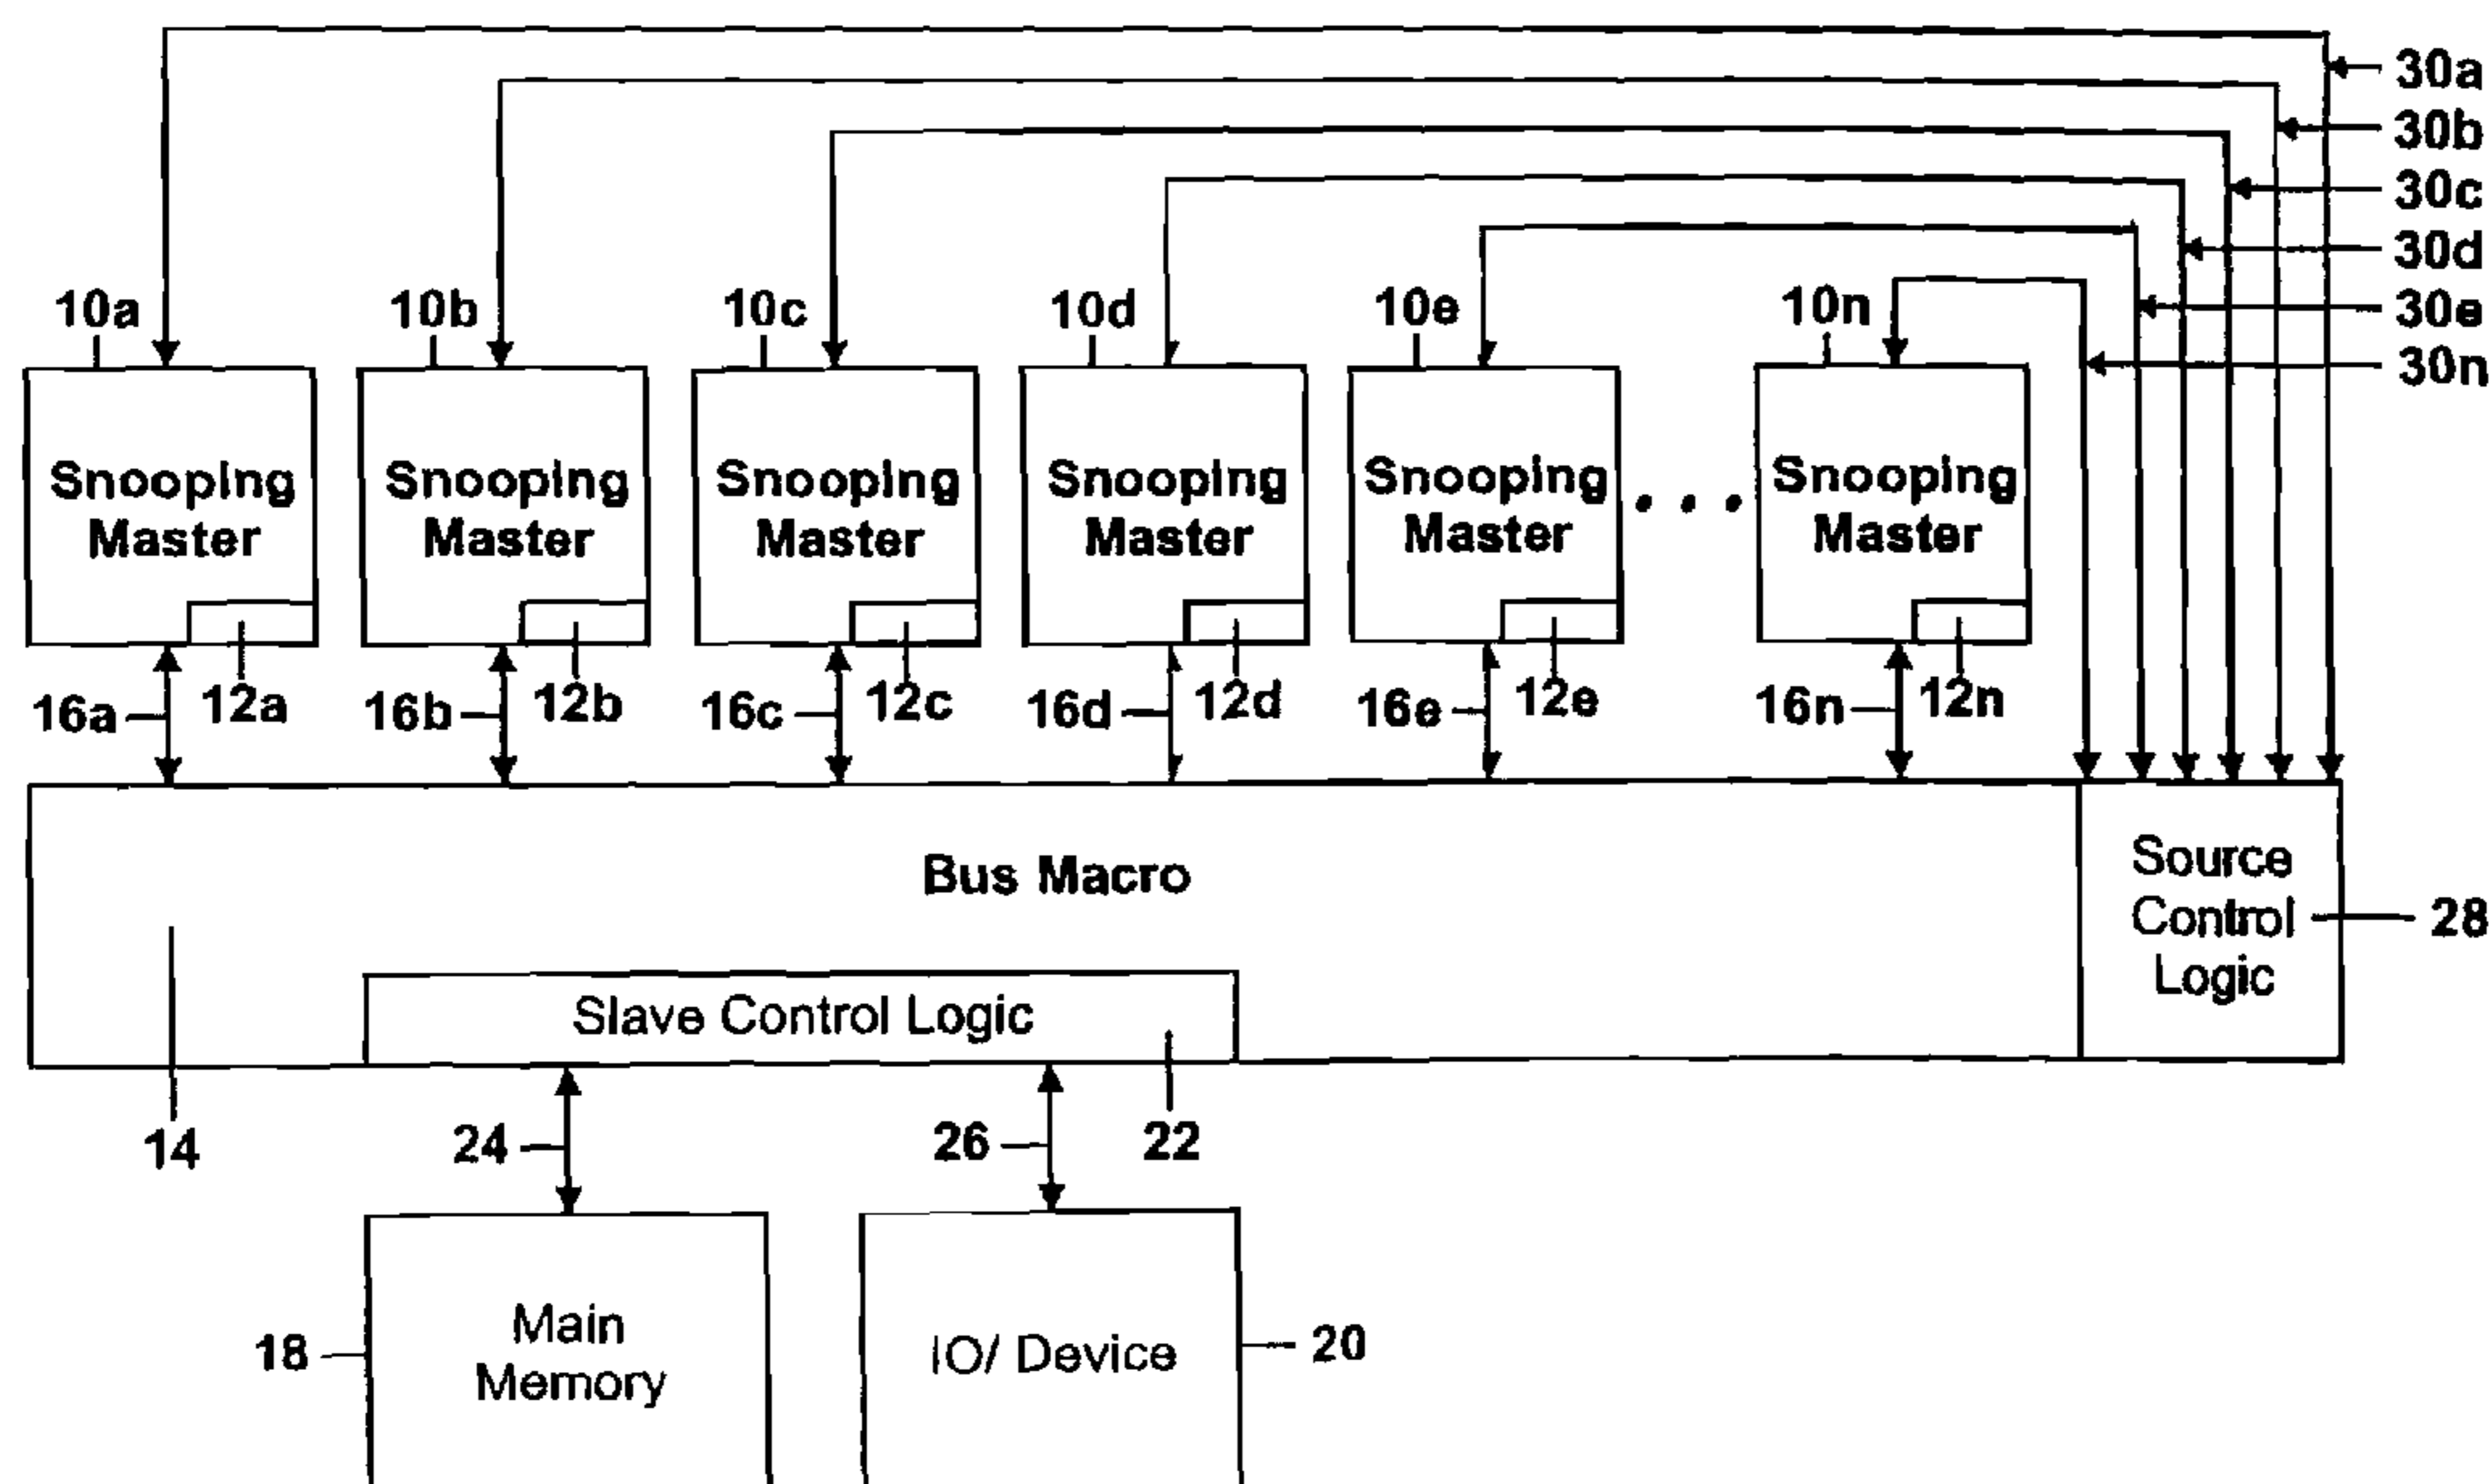 30a
30b
30c
30d
30e
30n
10a 10b 10c 10d 10e 10n
Snooping Master
Snooping Master
Snooping Master
Snooping Master
Snooping Master
...
Snooping Master
16a 12a 16b 12b 16c 12c 16d 12d 16e 12e 16n 12n
Bus Macro
Source
Control
Logic
28
Slave Control Logic
14 24 26 22
Main
Memory
18
IO/ Device
20